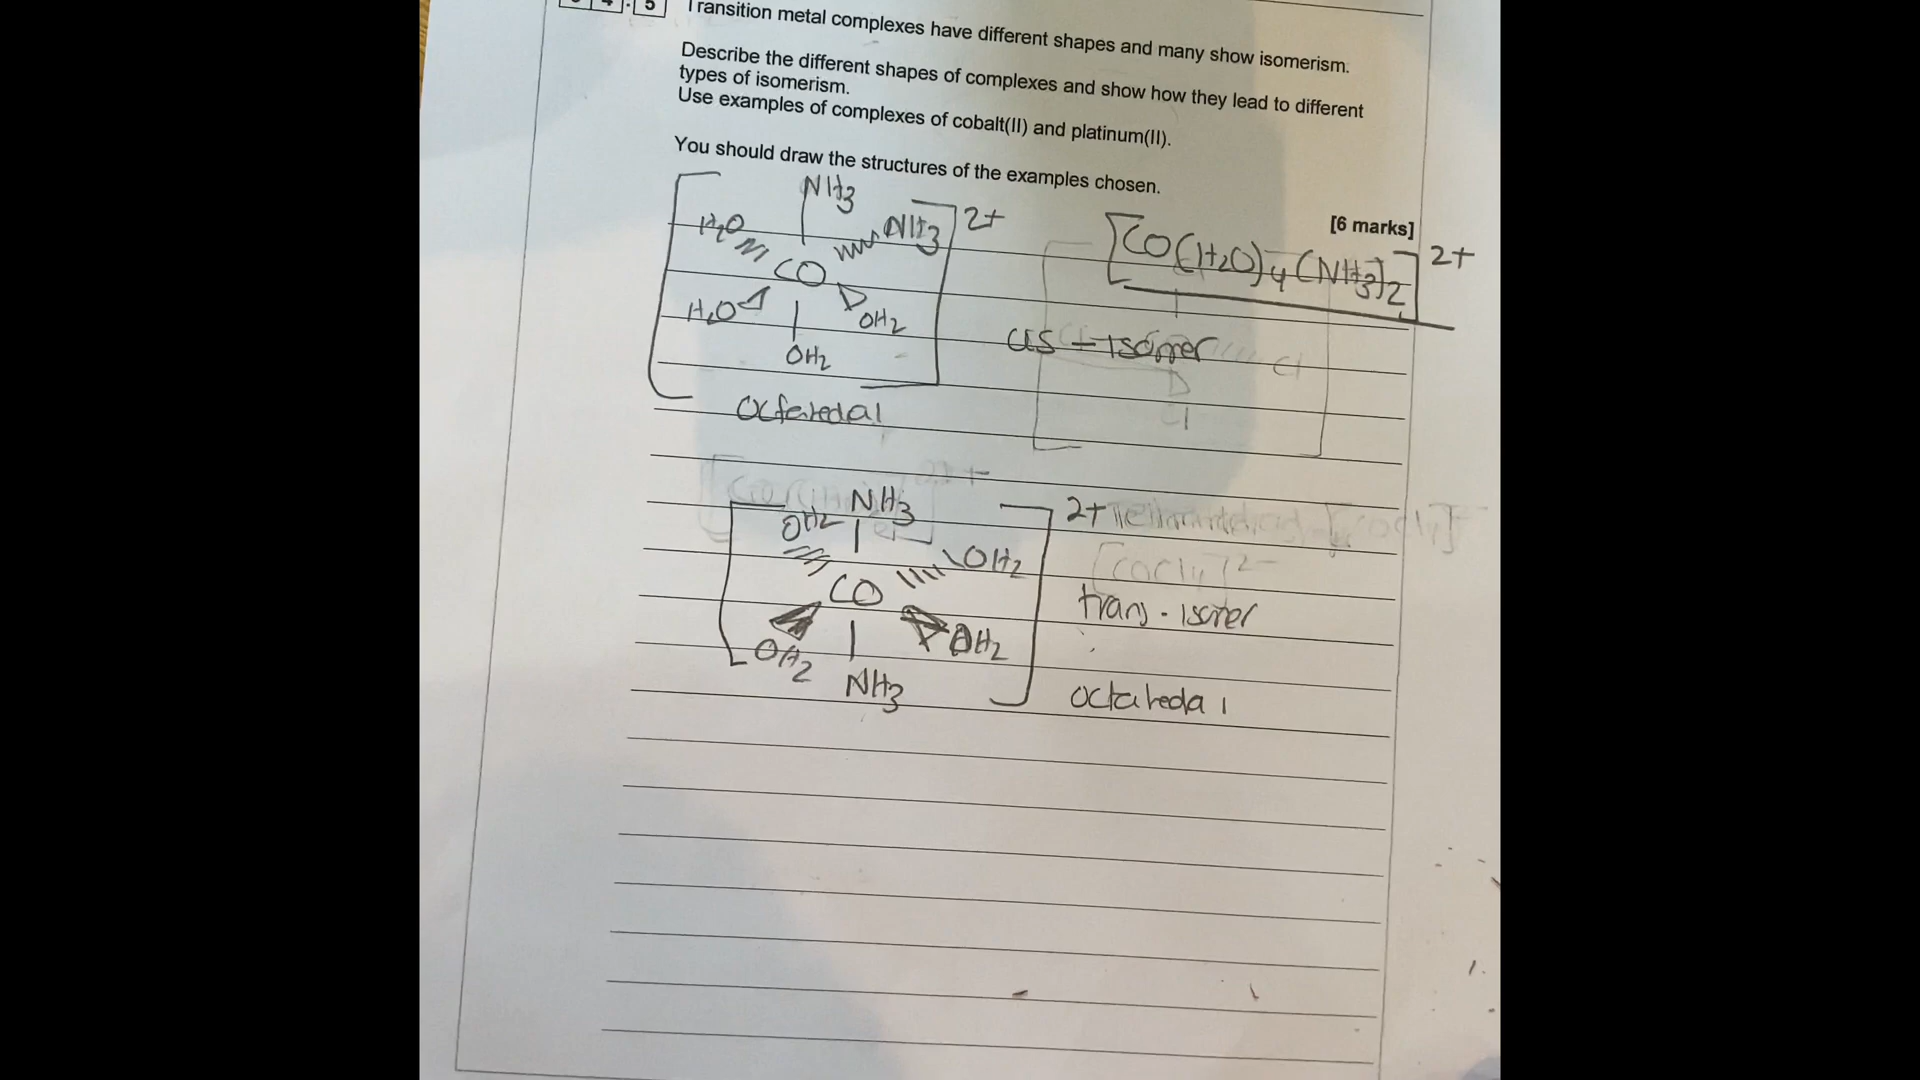 5 Transition metal complexes have different shapes and many show isomerism.
Describe the different shapes of complexes and show how they lead to different
types of isomerism.
Use examples of complexes of cobalt(II) and platinum(II).
You should draw the structures of the examples chosen.
[6 marks]
NH3
H2O NH3 2+
CO
H2O OH2
OH2
octahedal
[CO(H2O)4(NH3)2] 2+
cis - isomer
Cl
Cl
NH3 2+
OH2 OH2
CO
OH2 OH2
NH3
[COCl4]2-
trans - isomer
octahedal